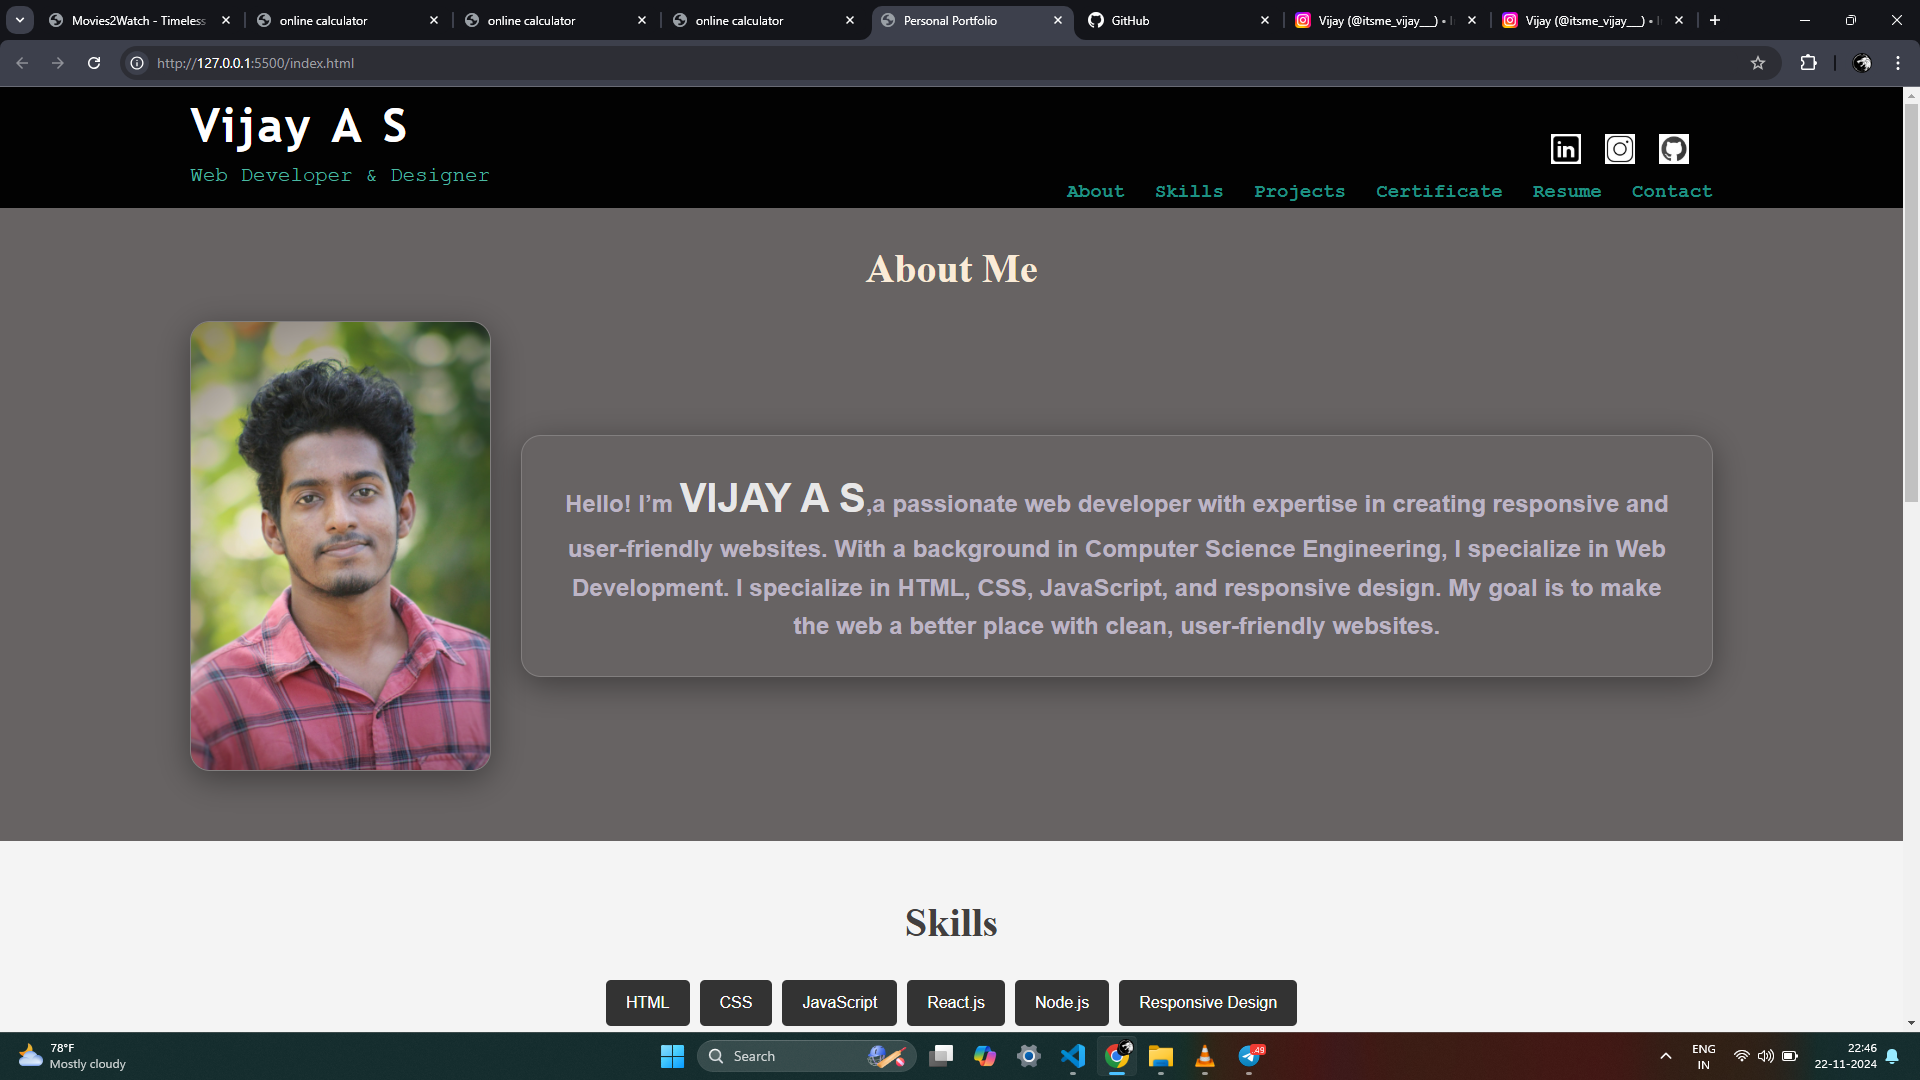 Movies2Watch - Timeless
online calculator
online calculator
online calculator
Personal Portfolio
GitHub
Vijay (@itsme_vijay__) •
Vijay (@itsme_vijay__) •
http://127.0.0.1:5500/index.html
Vijay A S
Web Developer & Designer
in
About Skills Projects Certificate Resume Contact
About Me
Hello! I’m VIJAY A S,a passionate web developer with expertise in creating responsive and
user-friendly websites. With a background in Computer Science Engineering, I specialize in Web
Development. I specialize in HTML, CSS, JavaScript, and responsive design. My goal is to make
the web a better place with clean, user-friendly websites.
Skills
HTML CSS JavaScript React.js Node.js Responsive Design
78°F
Mostly cloudy
Search
49
ENG
IN
22:46
22-11-2024